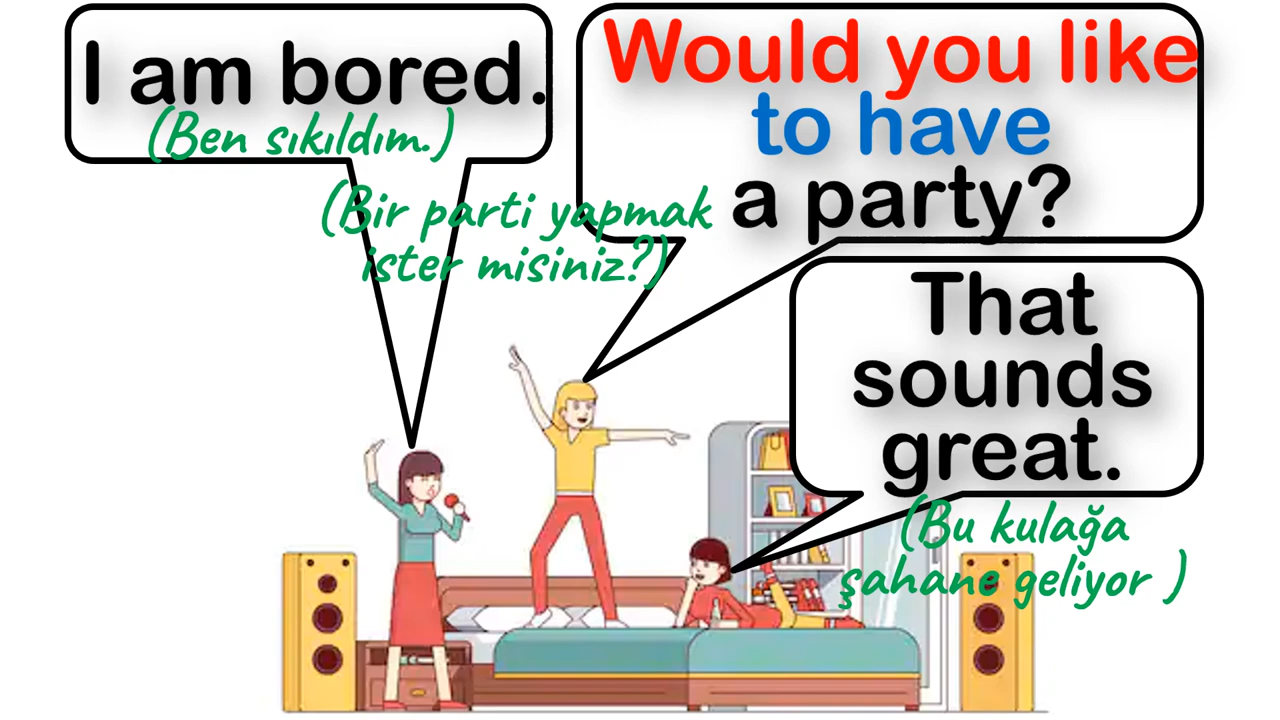 I am bored.
(Ben sıkıldım.)
Would you like
to have
a party?
(Bir parti yapmak
ister misiniz?)
That
sounds
great.
(Bu kulağa
şahane geliyor )